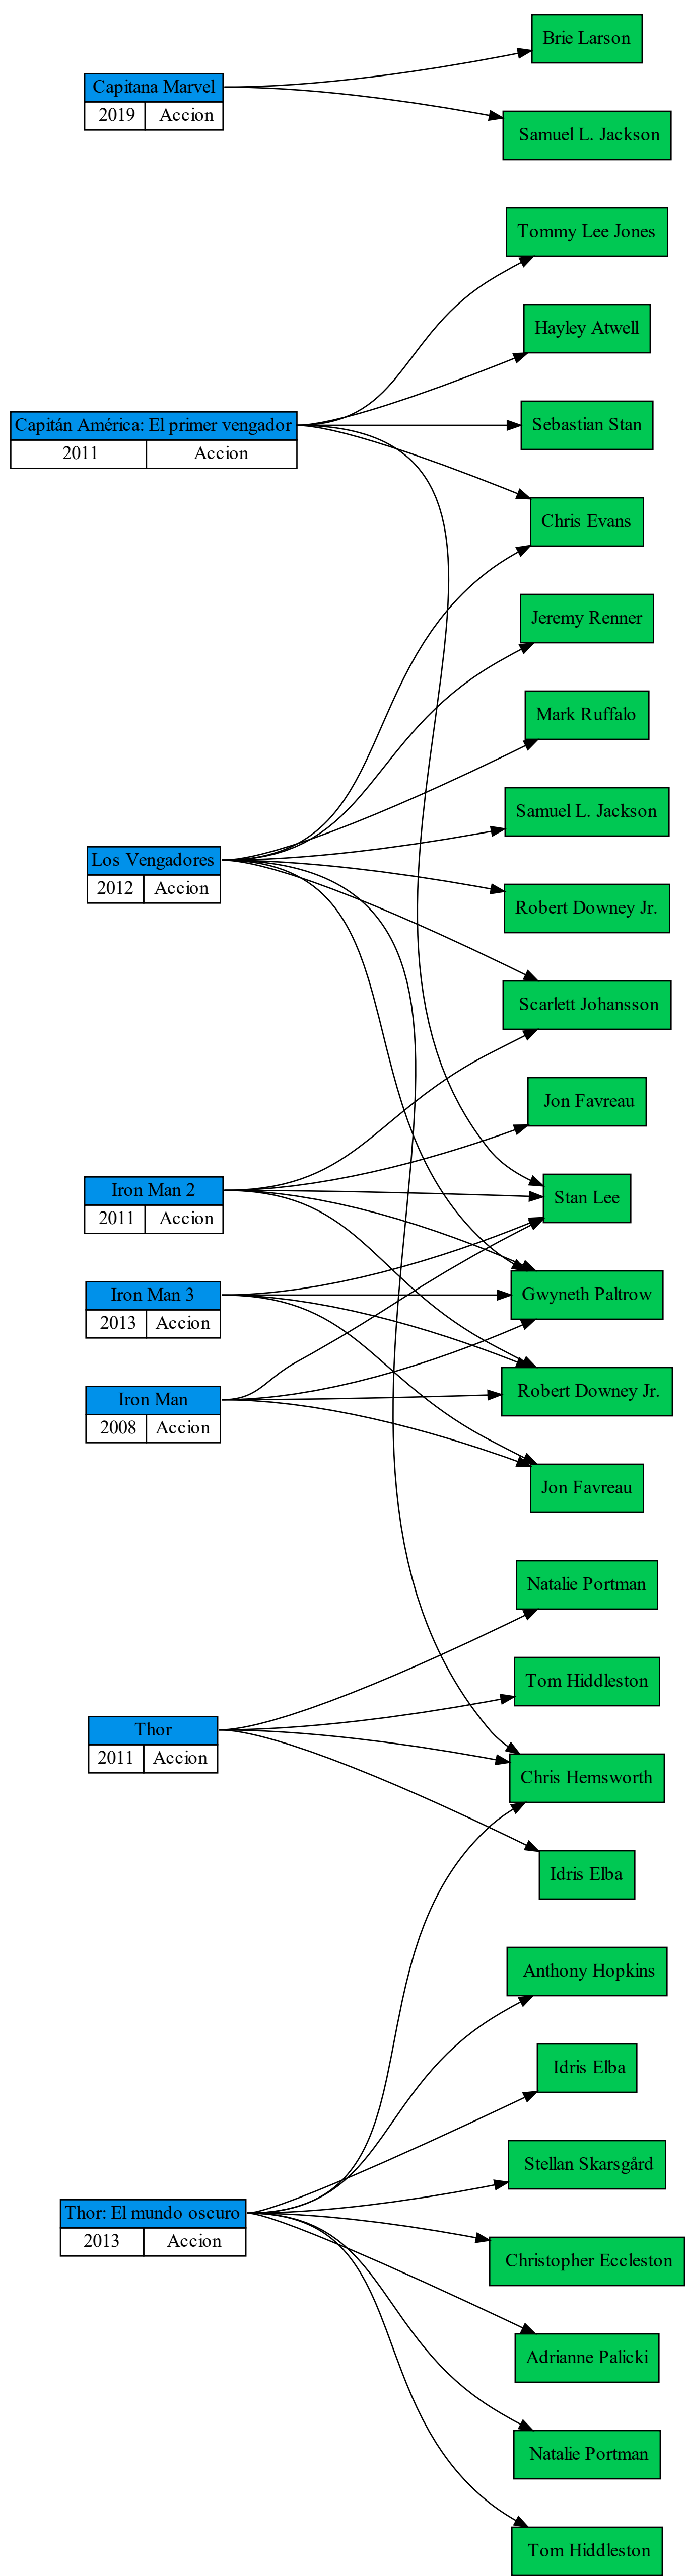 Brie Larson
Capitana Marvel
2019 Accion
Samuel L. Jackson
Tommy Lee Jones
Hayley Atwell
Capitán América: El primer vengador
2011 Accion
Sebastian Stan
Chris Evans
Jeremy Renner
Mark Ruffalo
Samuel L. Jackson
Los Vengadores
2012 Accion
Robert Downey Jr.
Scarlett Johansson
Jon Favreau
Iron Man 2
2011 Accion
Stan Lee
Iron Man 3
2013 Accion
Gwyneth Paltrow
Iron Man
2008 Accion
Robert Downey Jr.
Jon Favreau
Natalie Portman
Tom Hiddleston
Thor
2011 Accion
Chris Hemsworth
Idris Elba
Anthony Hopkins
Idris Elba
Stellan Skarsgård
Thor: El mundo oscuro
2013 Accion
Christopher Eccleston
Adrianne Palicki
Natalie Portman
Tom Hiddleston